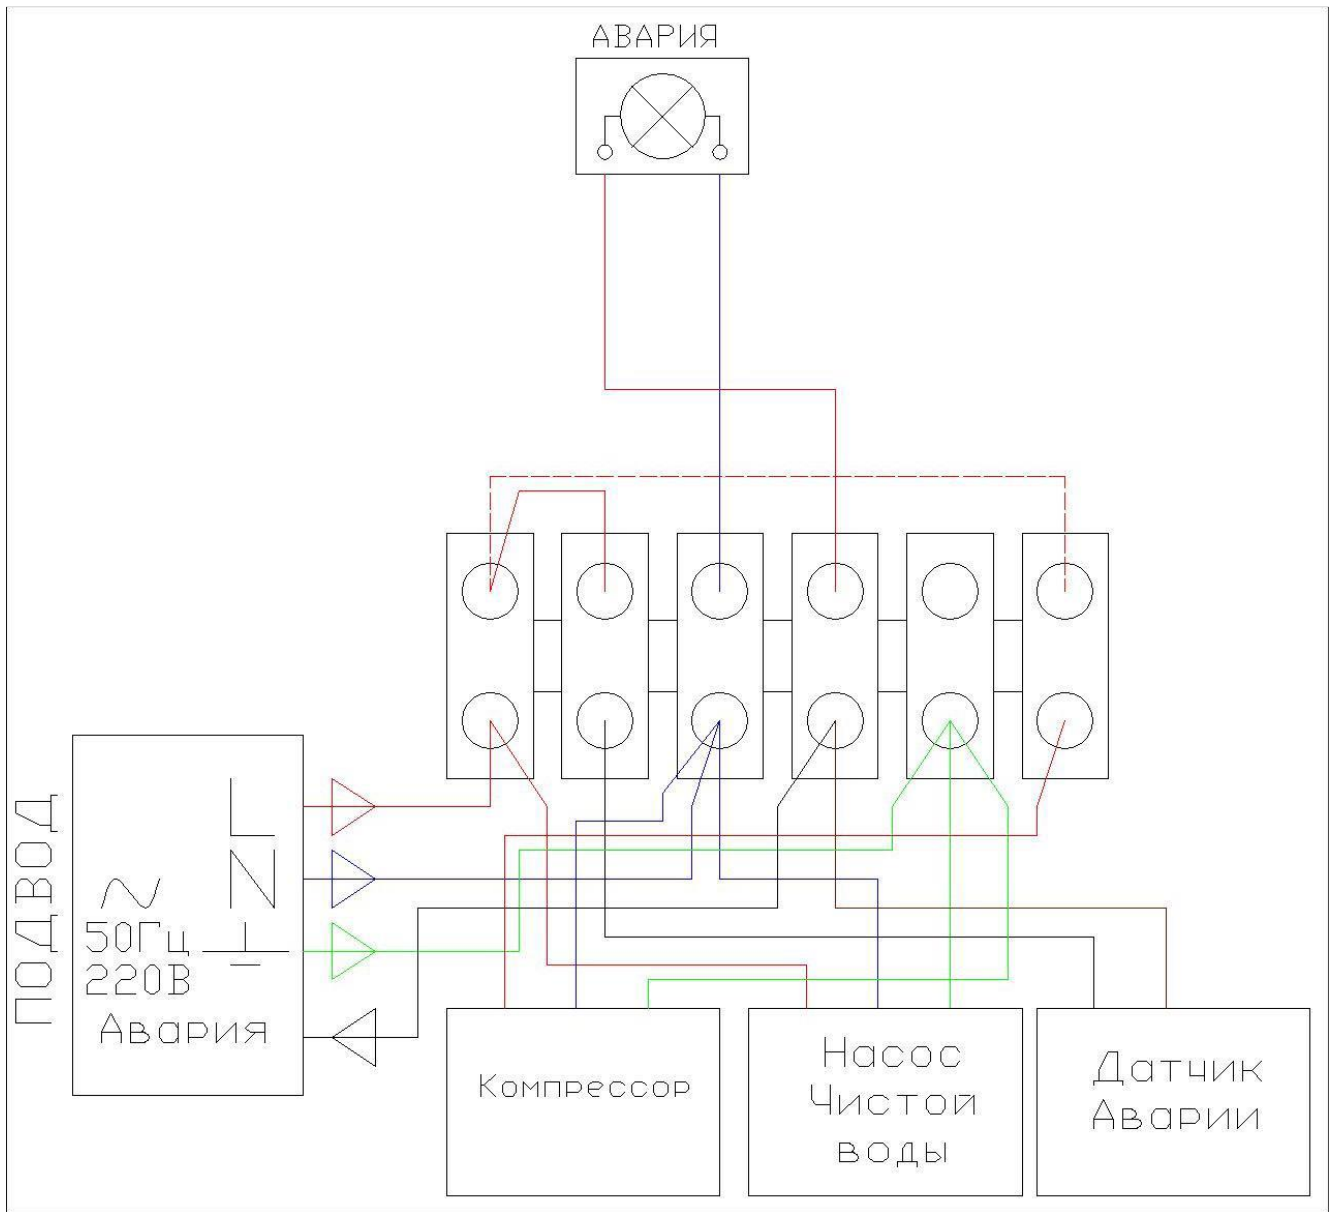 АВАРИЯ
ПОДВОД
L
N
50Гц
220В
Авария
Компрессор
Насос
Чистой
воды
Датчик
Аварии